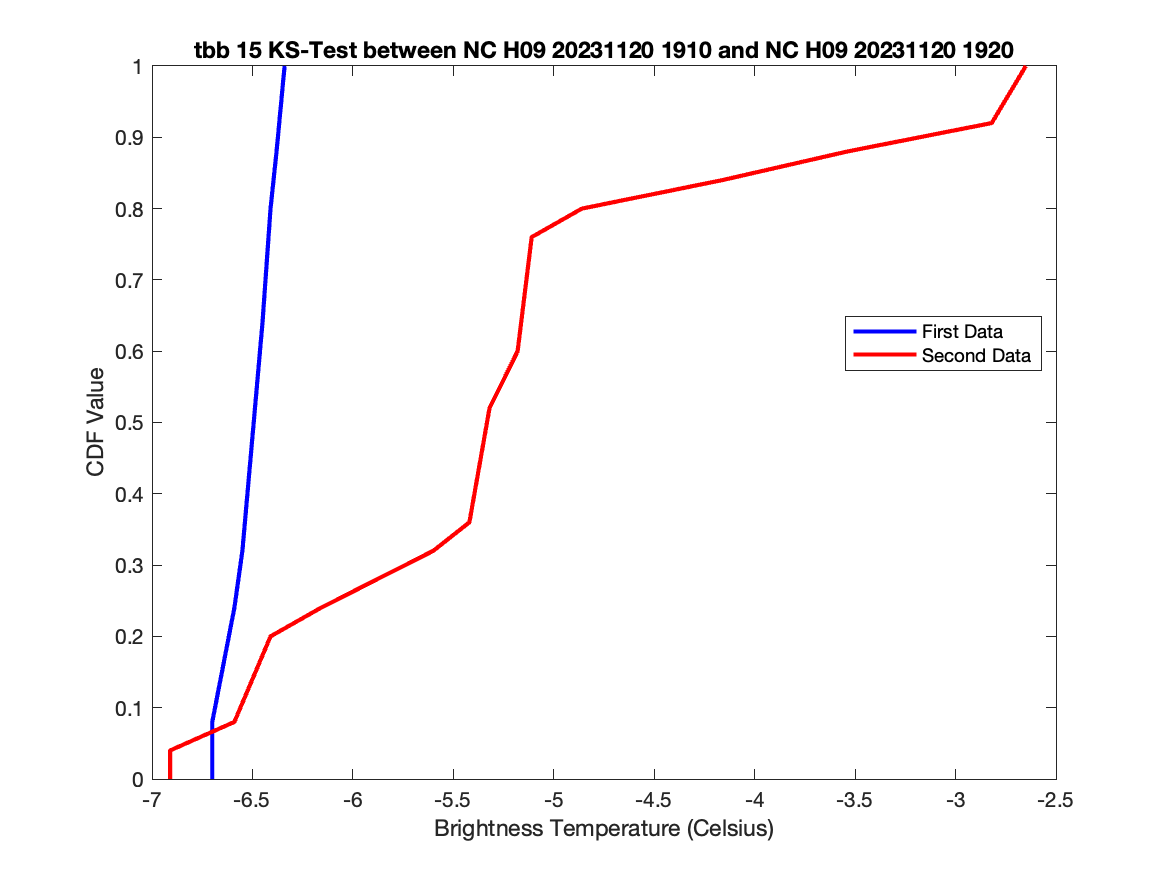 tbb 15 KS-Test between NC H09 20231120 1910 and NC H09 20231120 1920
1
0.9
0.8
0.7
0.6
0.5
0.4
0.3
0.2
0.1
0
CDF Value
First Data
Second Data
-7 -6.5 -6 -5.5 -5 -4.5 -4 -3.5 -3 -2.5
Brightness Temperature (Celsius)